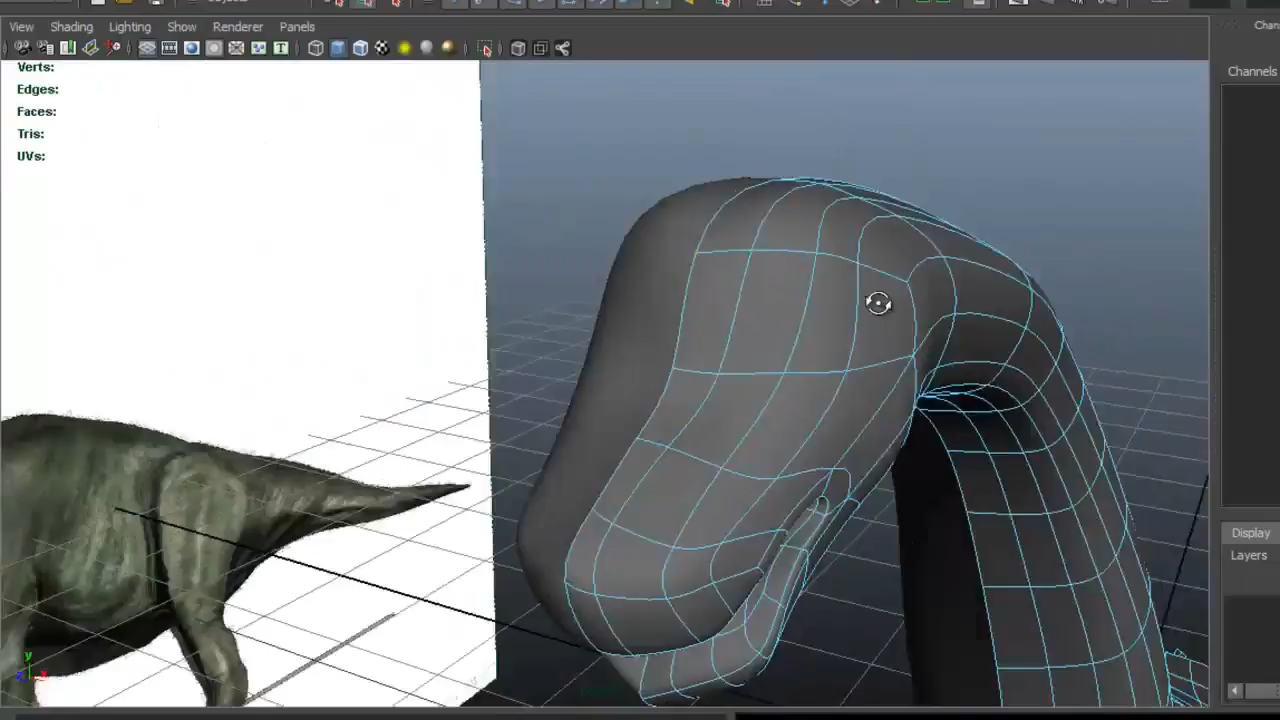 View Shading Lighting Show Renderer Panels
Verts:
Edges:
Faces:
Tris:
UVs:
Channels
Display
Layers
T
y